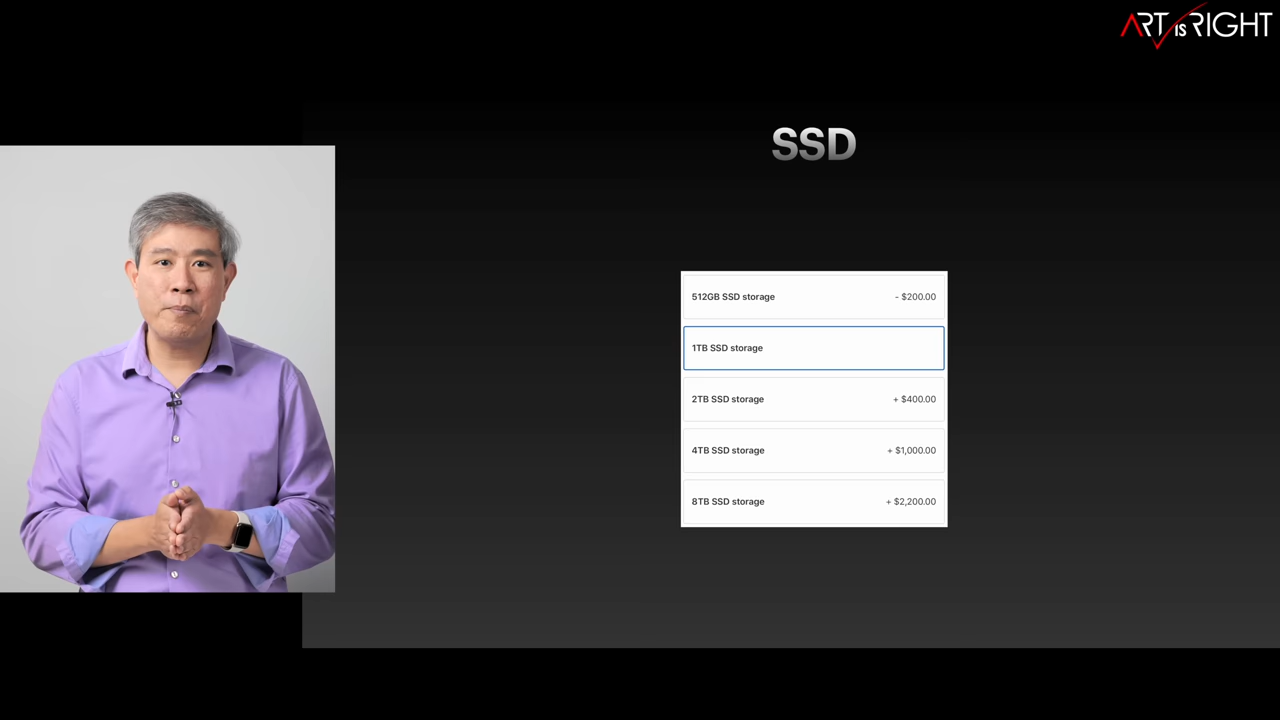 ART is RIGHT
SSD
512GB SSD storage - $200.00
1TB SSD storage
2TB SSD storage + $400.00
4TB SSD storage + $1,000.00
8TB SSD storage + $2,200.00